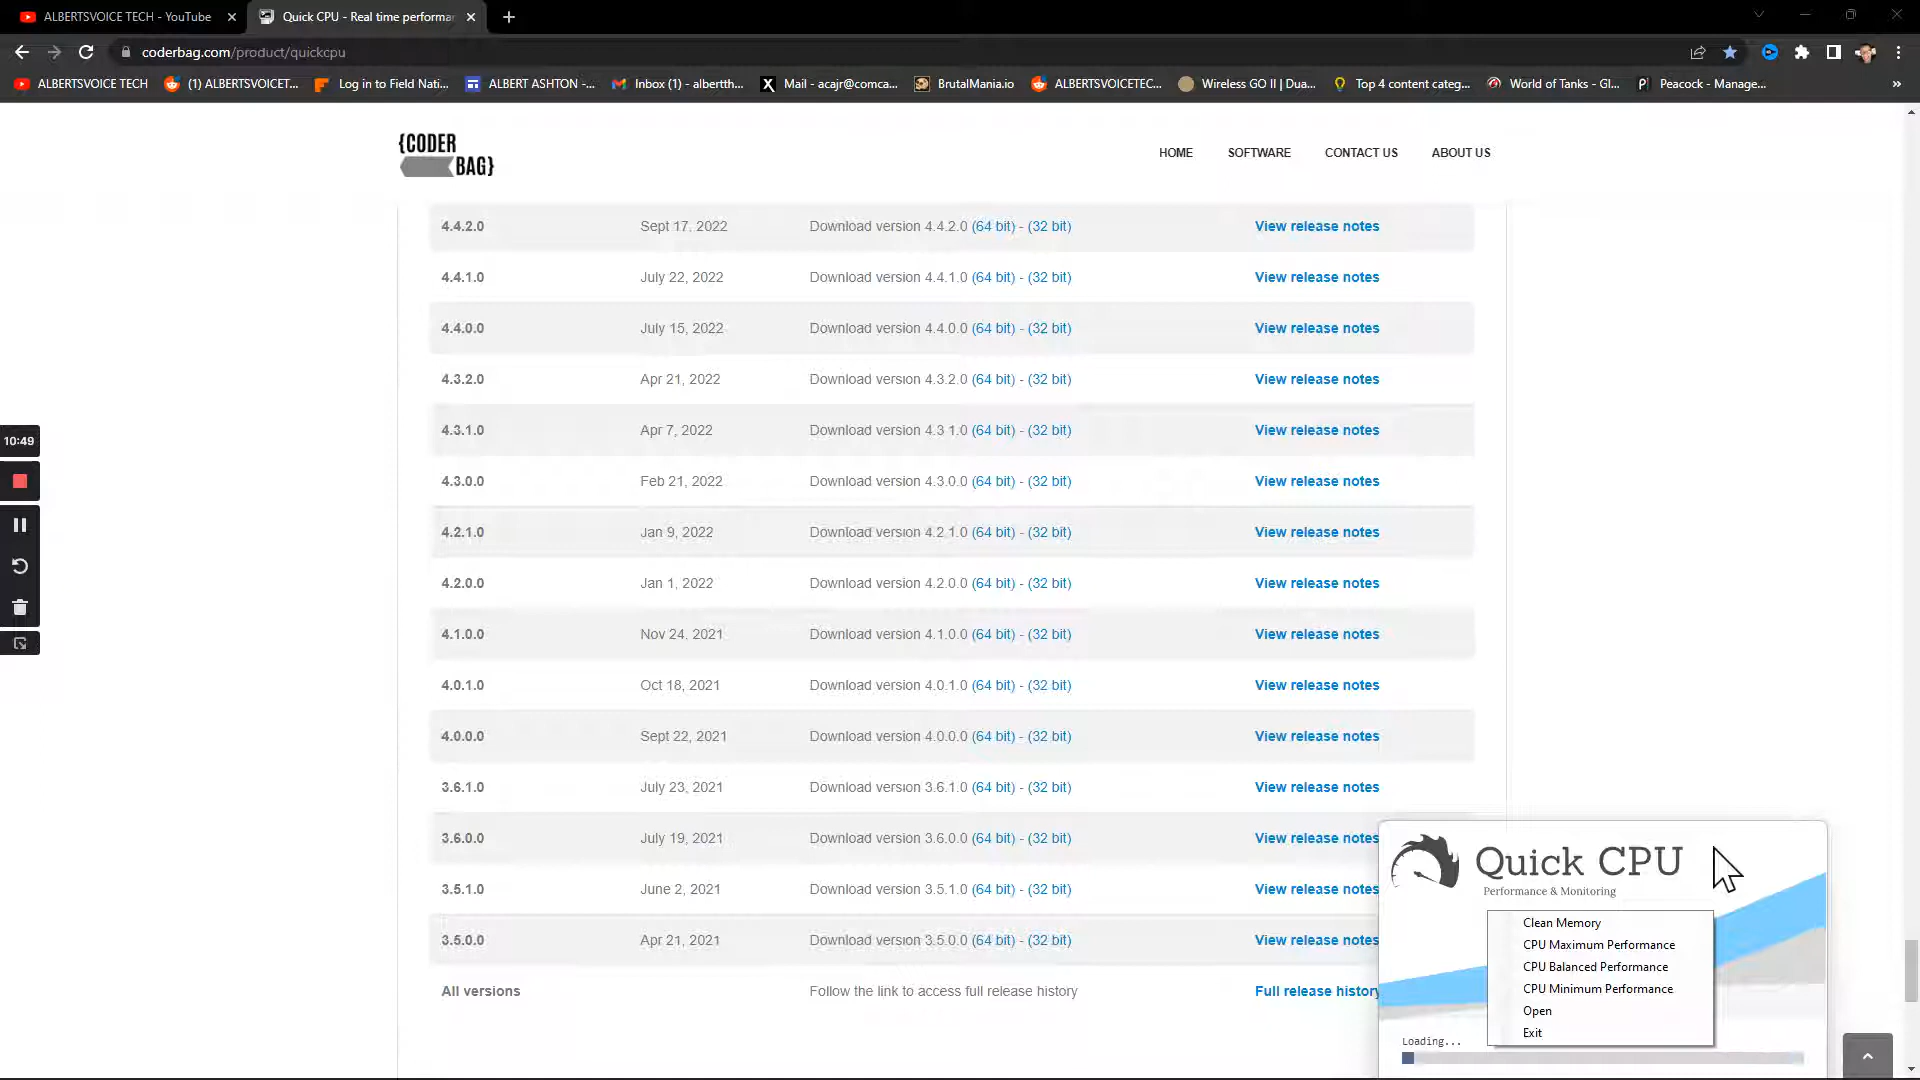 ALBERTSVOICE TECH - YouTube
Quick CPU - Real time performa
coderbag.com/product/quickcpu
ALBERTSVOICE TECH
(1) ALBERTSVOICET...
Log in to Field Nati...
ALBERT ASHTON -...
Inbox (1) - albertth...
Mail - acajr@comca...
BrutalMania.io
ALBERTSVOICETEC...
Wireless GO II | Dua...
Top 4 content categ...
World of Tanks - Gl...
Peacock - Manage...
{CODER
BAG}
HOME
SOFTWARE
CONTACT US
ABOUT US
4.4.2.0 Sept 17, 2022 Download version 4.4.2.0 (64 bit) - (32 bit) View release notes
4.4.1.0 July 22, 2022 Download version 4.4.1.0 (64 bit) - (32 bit) View release notes
4.4.0.0 July 15, 2022 Download version 4.4.0.0 (64 bit) - (32 bit) View release notes
4.3.2.0 Apr 21, 2022 Download version 4.3.2.0 (64 bit) - (32 bit) View release notes
4.3.1.0 Apr 7, 2022 Download version 4.3 1.0 (64 bit) - (32 bit) View release notes
4.3.0.0 Feb 21, 2022 Download version 4.3.0.0 (64 bit) - (32 bit) View release notes
4.2.1.0 Jan 9, 2022 Download version 4.2.1.0 (64 bit) - (32 bit) View release notes
4.2.0.0 Jan 1, 2022 Download version 4.2.0.0 (64 bit) - (32 bit) View release notes
4.1.0.0 Nov 24, 2021 Download version 4.1.0.0 (64 bit) - (32 bit) View release notes
4.0.1.0 Oct 18, 2021 Download version 4.0.1.0 (64 bit) - (32 bit) View release notes
4.0.0.0 Sept 22, 2021 Download version 4.0.0.0 (64 bit) - (32 bit) View release notes
3.6.1.0 July 23, 2021 Download version 3.6.1.0 (64 bit) - (32 bit) View release notes
3.6.0.0 July 19, 2021 Download version 3.6.0.0 (64 bit) - (32 bit) View release notes
3.5.1.0 June 2, 2021 Download version 3.5.1.0 (64 bit) - (32 bit) View release notes
3.5.0.0 Apr 21, 2021 Download version 3.5.0.0 (64 bit) - (32 bit) View release notes
All versions Follow the link to access full release history Full release history
10:49
Quick CPU
Performance & Monitoring
Clean Memory
CPU Maximum Performance
CPU Balanced Performance
CPU Minimum Performance
Open
Exit
Loading...